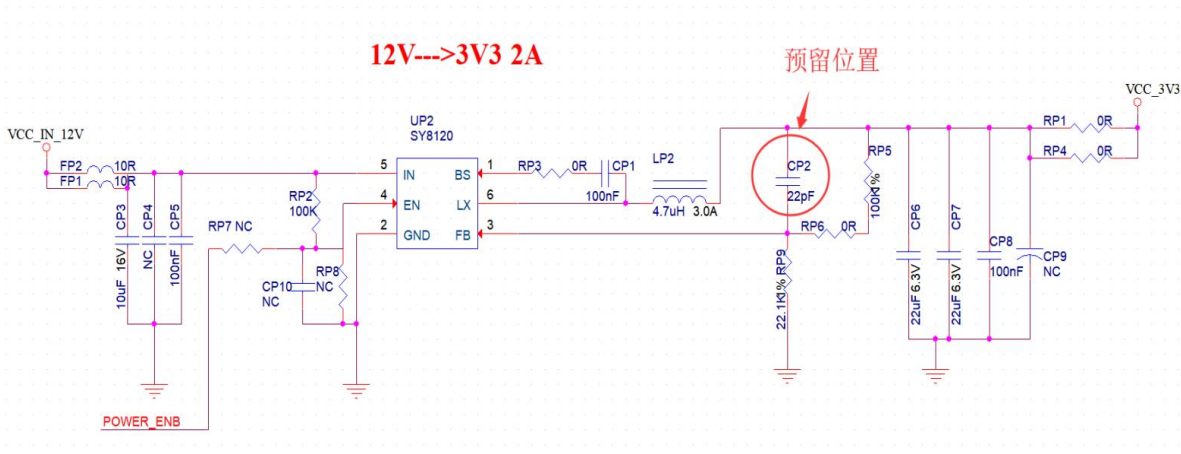 12V--->3V3 2A
预留位置
VCC_3V3
VCC_IN_12V
UP2
SY8120
RP1 0R
RP4 0R
FP2 10R
FP1 10R
5 IN
BS 1
4 EN
LX 6
2 GND
FB 3
RP3 0R
CP1
100nF
LP2
4.7uH 3.0A
CP2
22pF
RP5
100K1%
RP6 0R
RP2
100K
RP7 NC
CP3
10uF 16V
CP4
NC
CP5
100nF
CP10
NC
RP8
NC
22.1K1% RP9
CP6
22uF 6.3V
CP7
22uF 6.3V
CP8
100nF
CP9
NC
POWER_ENB